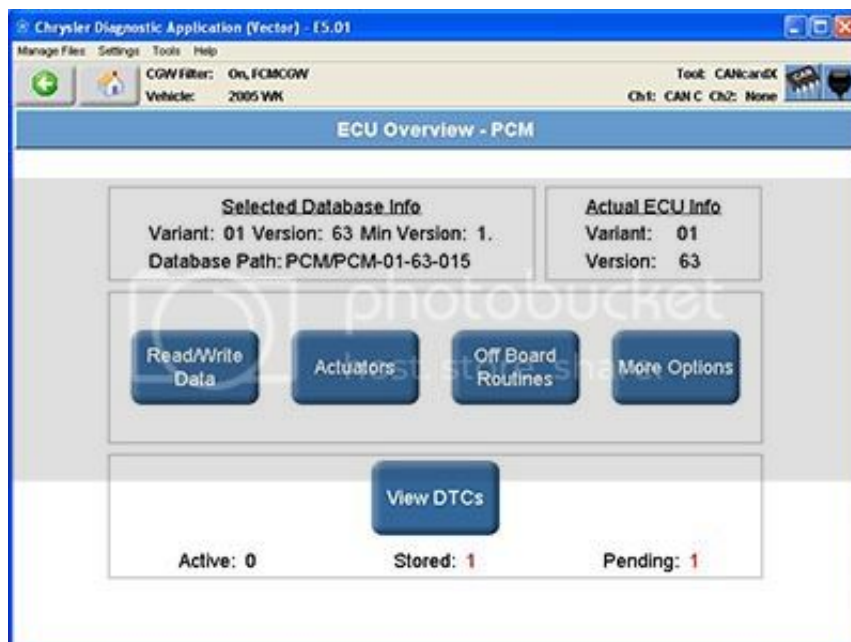 Chrysler Diagnostic Application (Vector) - E5.01
Manage Files Settings Tools Help
CGW Filter: On, FCMCGW
Vehicle: 2005 WK
Tool: CANcardX
Ch1: CAN C Ch2: None
ECU Overview - PCM
Selected Database Info
Variant: 01 Version: 63 Min Version: 1.
Database Path: PCM/PCM-01-63-015
Actual ECU Info
Variant: 01
Version: 63
photobucket
host. store. share.
Read/Write
Data
Actuators
Off Board
Routines
More Options
View DTCs
Active: 0
Stored: 1
Pending: 1